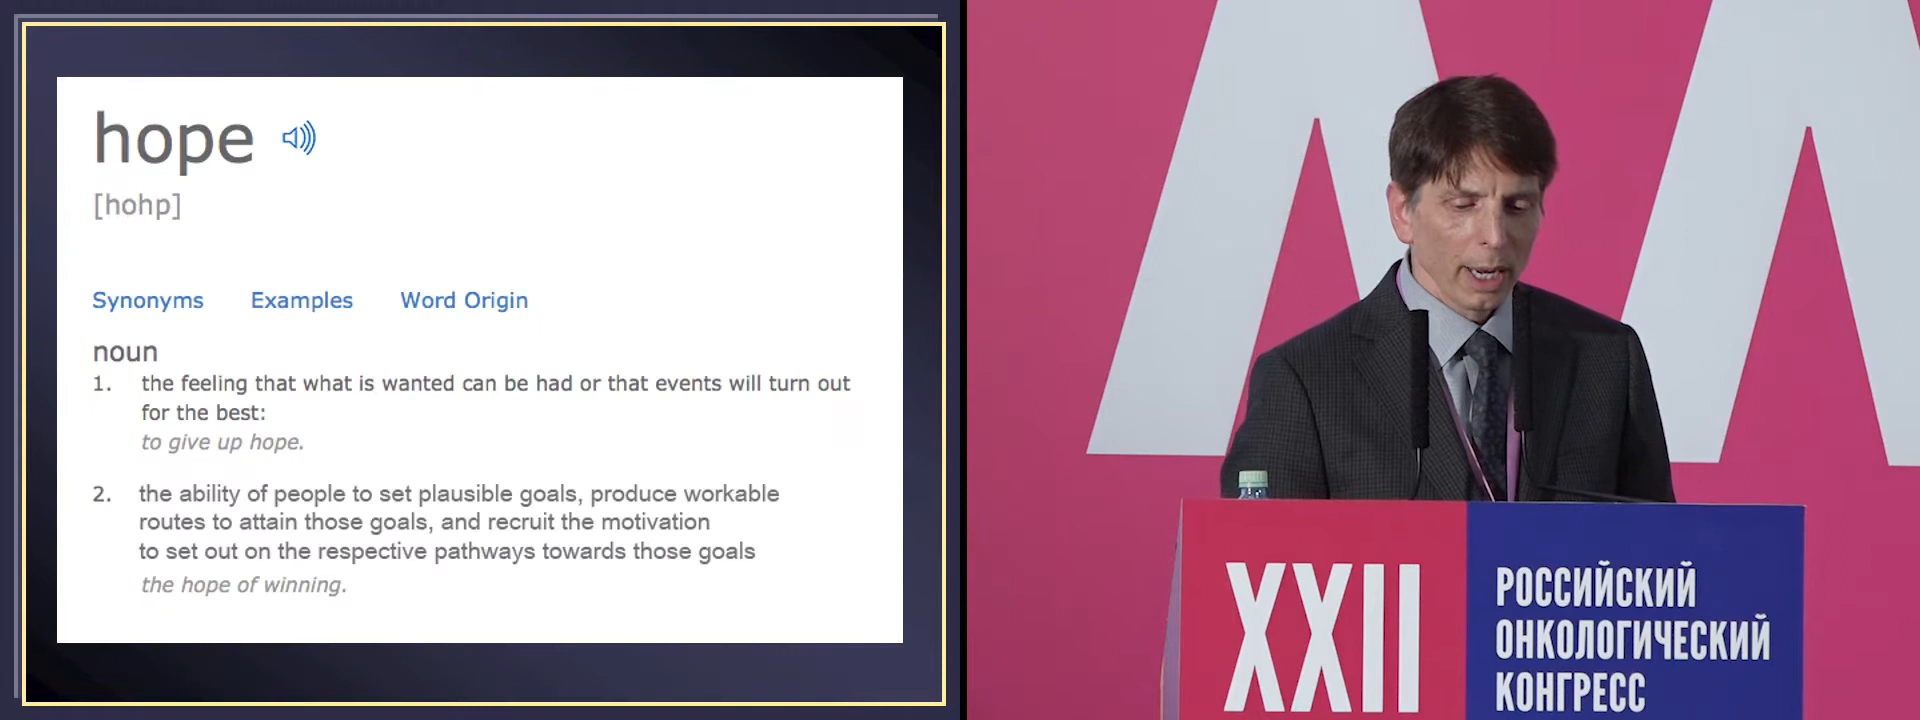 hope
[hohp]
Synonyms Examples Word Origin
noun
1. the feeling that what is wanted can be had or that events will turn out
for the best:
to give up hope.
2. the ability of people to set plausible goals, produce workable
routes to attain those goals, and recruit the motivation
to set out on the respective pathways towards those goals
the hope of winning.
XXII
РОССИЙСКИЙ
ОНКОЛОГИЧЕСКИЙ
КОНГРЕСС